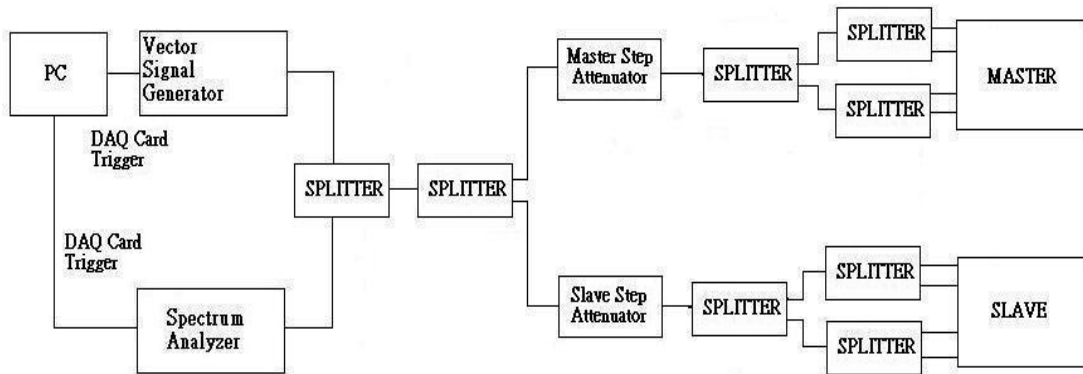 PC
Vector
Signal
Generator
DAQ Card
Trigger
DAQ Card
Trigger
Spectrum
Analyzer
SPLITTER
SPLITTER
Master Step
Attenuator
SPLITTER
SPLITTER
SPLITTER
MASTER
Slave Step
Attenuator
SPLITTER
SPLITTER
SPLITTER
SLAVE